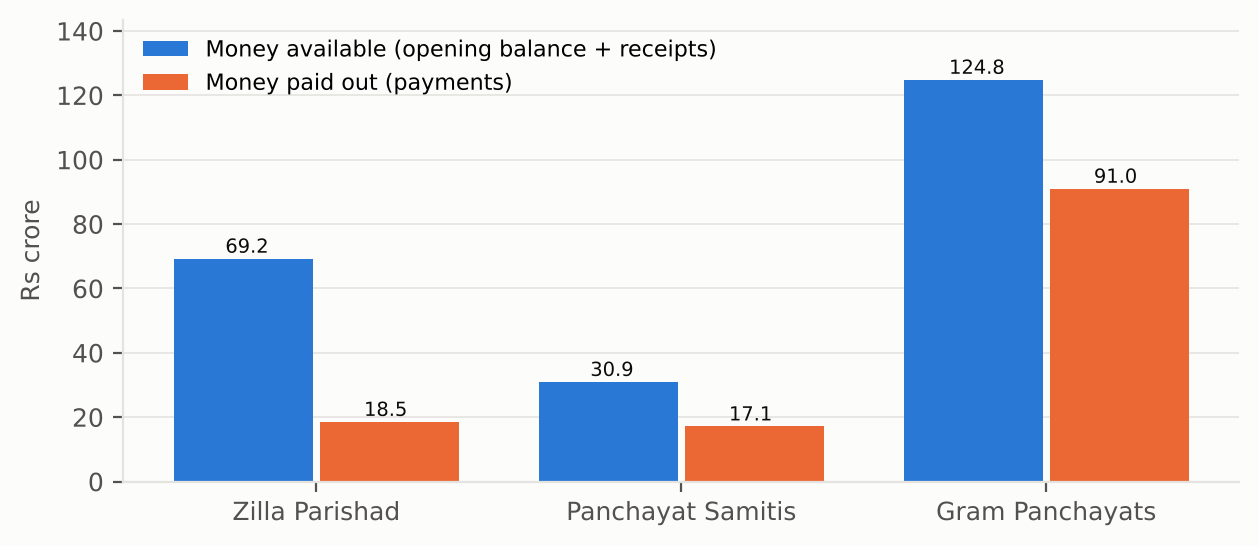 Money available (opening balance + receipts)
Money paid out (payments)
Rs crore
140
120
100
80
60
40
20
0
69.2
18.5
30.9
17.1
124.8
91.0
Zilla Parishad
Panchayat Samitis
Gram Panchayats